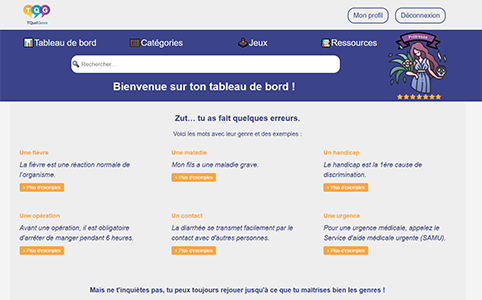 TQG
TQuelGenre
Mon profil
Déconnexion
Tableau de bord
Catégories
Jeux
Ressources
Rechercher...
Bienvenue sur ton tableau de bord !
Zut… tu as fait quelques erreurs.
Voici les mots avec leur genre et des exemples :
Une fièvre
La fièvre est une réaction normale de
l'organisme.
+ Plus d'exemples
Une maladie
Mon fils a une maladie grave.
+ Plus d'exemples
Un handicap
Le handicap est la 1ère cause de
discrimination.
+ Plus d'exemples
Une opération
Avant une opération, il est obligatoire
d'arrêter de manger pendant 6 heures.
+ Plus d'exemples
Un contact
La diarrhée se transmet facilement par le
contact avec d'autres personnes.
+ Plus d'exemples
Une urgence
Pour une urgence médicale, appelez le
Service d'aide médicale urgente (SAMU).
+ Plus d'exemples
Mais ne t'inquiètes pas, tu peux toujours rejouer jusqu'à ce que tu maîtrises bien les genres !